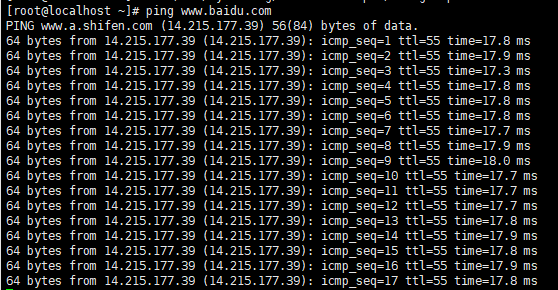 [root@localhost ~]# ping www.baidu.com
PING www.a.shifen.com (14.215.177.39) 56(84) bytes of data.
64 bytes from 14.215.177.39 (14.215.177.39): icmp_seq=1 ttl=55 time=17.8 ms
64 bytes from 14.215.177.39 (14.215.177.39): icmp_seq=2 ttl=55 time=17.9 ms
64 bytes from 14.215.177.39 (14.215.177.39): icmp_seq=3 ttl=55 time=17.3 ms
64 bytes from 14.215.177.39 (14.215.177.39): icmp_seq=4 ttl=55 time=17.8 ms
64 bytes from 14.215.177.39 (14.215.177.39): icmp_seq=5 ttl=55 time=17.8 ms
64 bytes from 14.215.177.39 (14.215.177.39): icmp_seq=6 ttl=55 time=17.8 ms
64 bytes from 14.215.177.39 (14.215.177.39): icmp_seq=7 ttl=55 time=17.7 ms
64 bytes from 14.215.177.39 (14.215.177.39): icmp_seq=8 ttl=55 time=17.9 ms
64 bytes from 14.215.177.39 (14.215.177.39): icmp_seq=9 ttl=55 time=18.0 ms
64 bytes from 14.215.177.39 (14.215.177.39): icmp_seq=10 ttl=55 time=17.7 ms
64 bytes from 14.215.177.39 (14.215.177.39): icmp_seq=11 ttl=55 time=17.7 ms
64 bytes from 14.215.177.39 (14.215.177.39): icmp_seq=12 ttl=55 time=17.7 ms
64 bytes from 14.215.177.39 (14.215.177.39): icmp_seq=13 ttl=55 time=17.8 ms
64 bytes from 14.215.177.39 (14.215.177.39): icmp_seq=14 ttl=55 time=17.9 ms
64 bytes from 14.215.177.39 (14.215.177.39): icmp_seq=15 ttl=55 time=17.8 ms
64 bytes from 14.215.177.39 (14.215.177.39): icmp_seq=16 ttl=55 time=17.9 ms
64 bytes from 14.215.177.39 (14.215.177.39): icmp_seq=17 ttl=55 time=17.8 ms